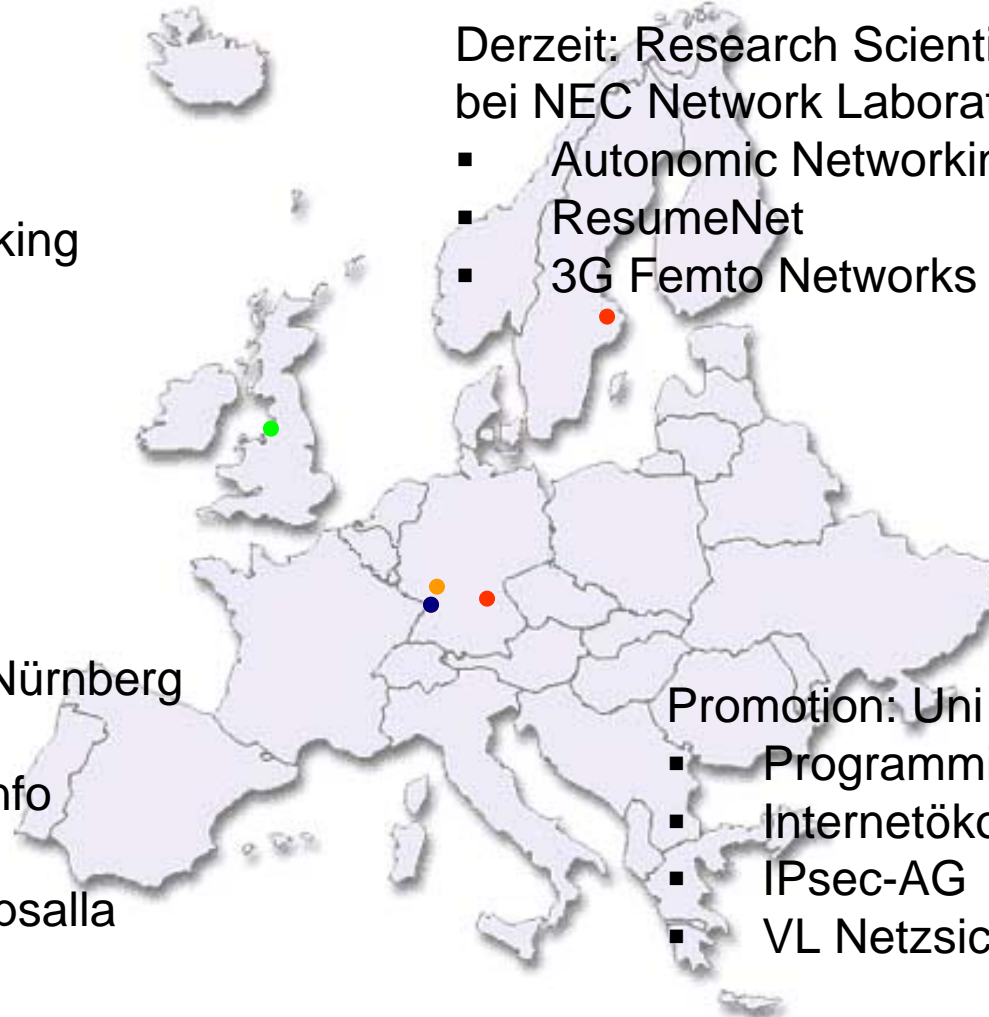 Derzeit: Research Scienti
bei NEC Network Laborat
▪ Autonomic Networkin
▪ ResumeNet
▪ 3G Femto Networks
king
Nürnberg
nfo
osalla
Promotion: Uni
▪ Programmi
▪ Internetöko
▪ IPsec-AG
▪ VL Netzsic